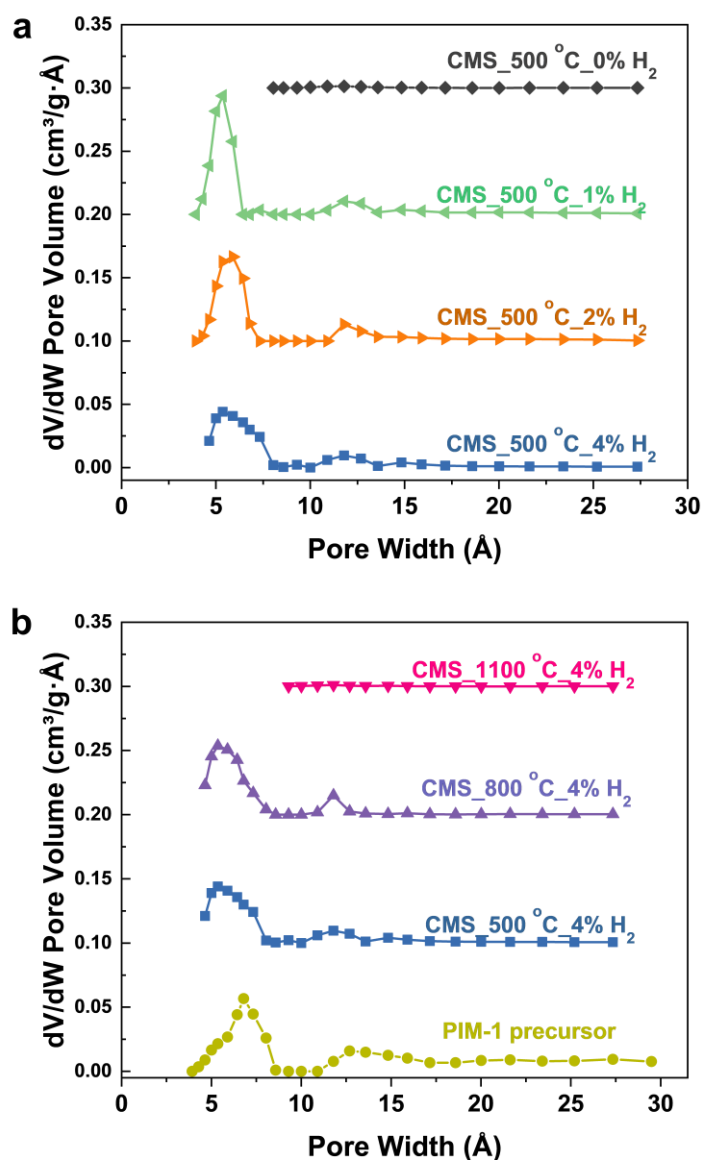 a
0.35
CMS_500 °C_0% H₂
0.30
0.25
CMS_500 °C_1% H₂
0.20
0.15
CMS_500 °C_2% H₂
0.10
0.05
CMS_500 °C_4% H₂
0.00
dV/dW Pore Volume (cm³/g·Å)
0 5 10 15 20 25 30
Pore Width (Å)
b
0.35
CMS_1100 °C_4% H₂
0.30
0.25
CMS_800 °C_4% H₂
0.20
0.15
CMS_500 °C_4% H₂
0.10
0.05
PIM-1 precursor
0.00
dV/dW Pore Volume (cm³/g·Å)
0 5 10 15 20 25 30
Pore Width (Å)